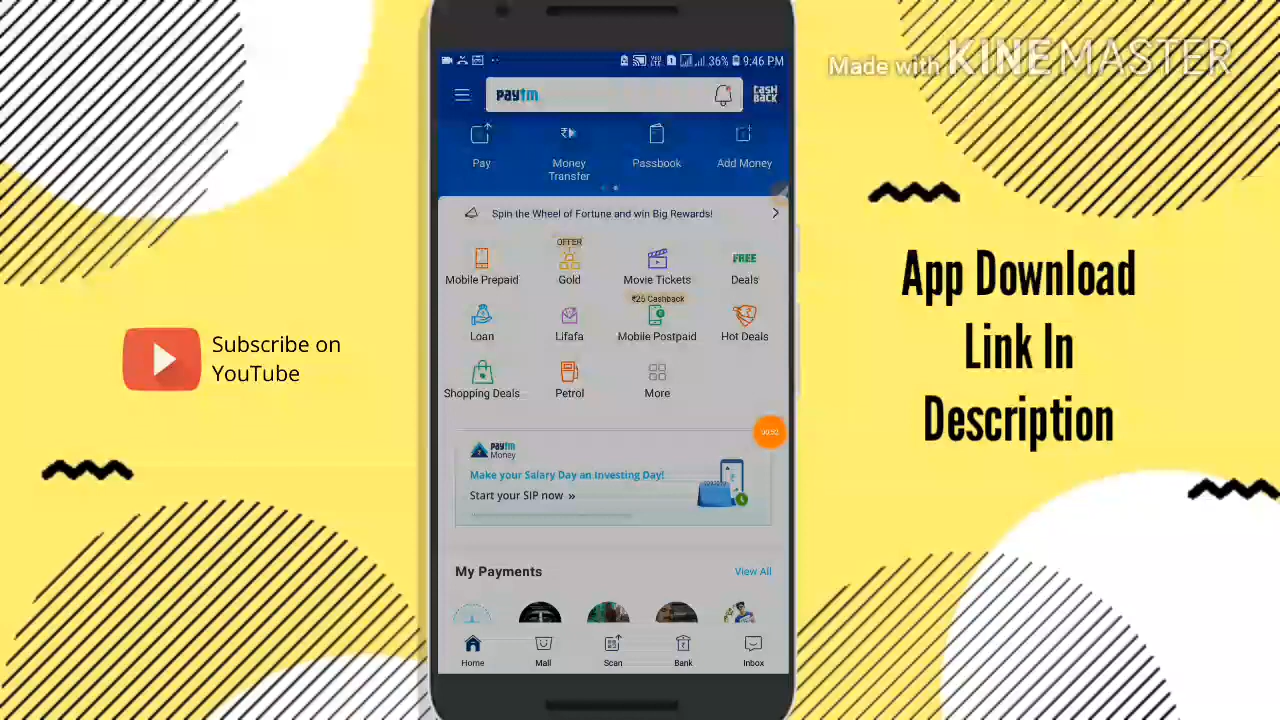 Made with KINEMASTER
36% 9:46 PM
paytm
CASH BACK
Pay
Money Transfer
Passbook
Add Money
Spin the Wheel of Fortune and win Big Rewards!
OFFER
FREE
Mobile Prepaid
Gold
Movie Tickets
Deals
₹25 Cashback
Loan
Lifafa
Mobile Postpaid
Hot Deals
Shopping Deals
Petrol
More
paytm
Money
Make your Salary Day an Investing Day!
Start your SIP now »
My Payments
View All
Home
Mall
Scan
Bank
Inbox
Subscribe on
YouTube
App Download
Link In
Description